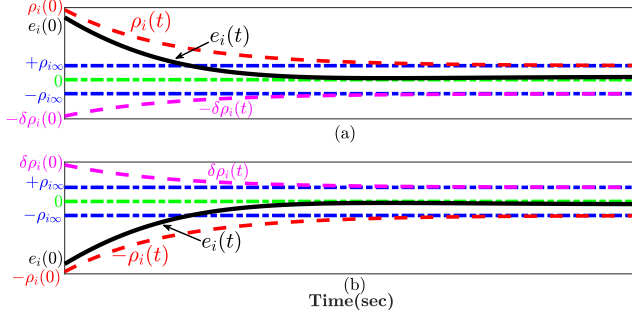 ρᵢ(0)
ρᵢ(t)
eᵢ(0)
eᵢ(t)
+ρᵢ∞
0
−ρᵢ∞
−δρᵢ(t)
−δρᵢ(0)
(a)
δρᵢ(0)
δρᵢ(t)
+ρᵢ∞
0
−ρᵢ∞
eᵢ(t)
eᵢ(0)
−ρᵢ(t)
−ρᵢ(0)
(b)
Time(sec)